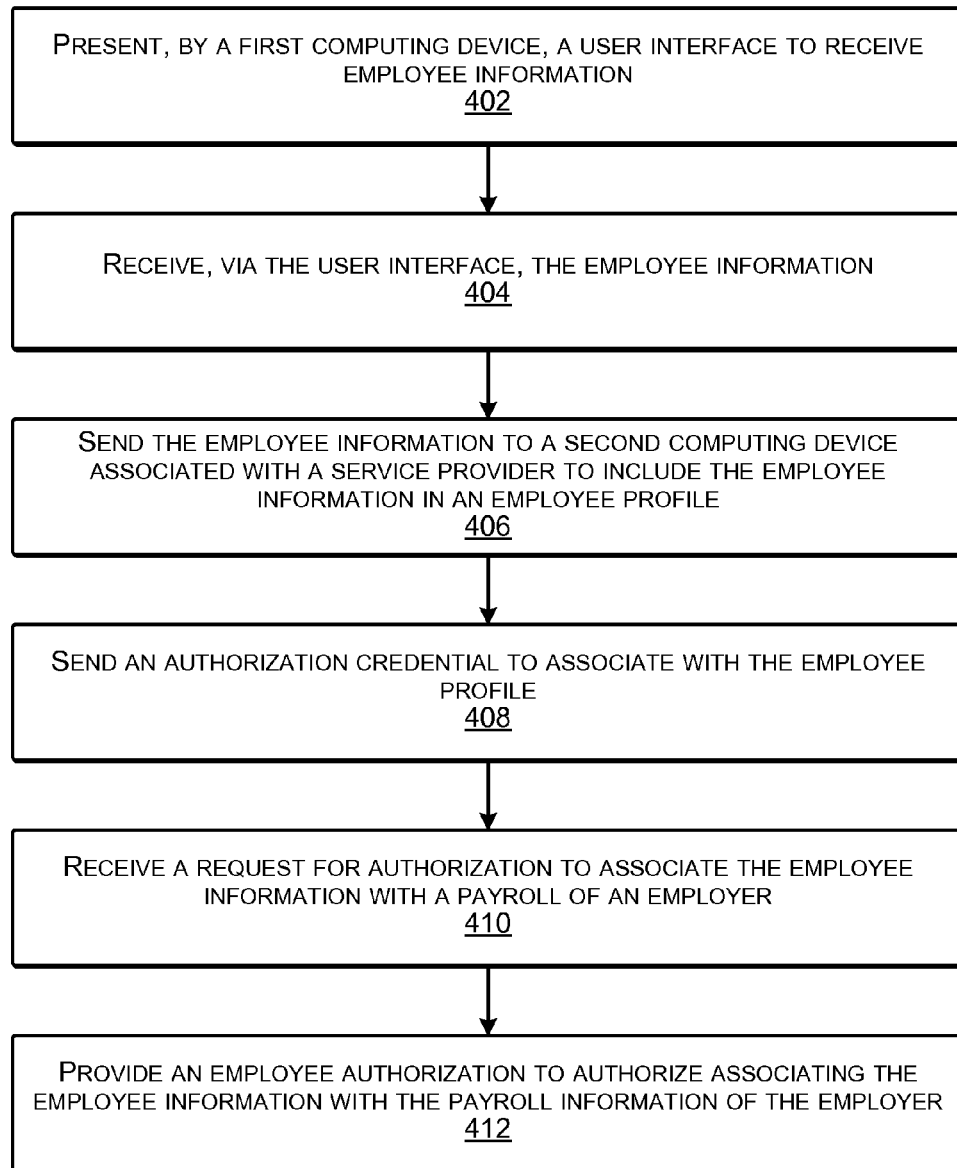 PRESENT, BY A FIRST COMPUTING DEVICE, A USER INTERFACE TO RECEIVE
EMPLOYEE INFORMATION
402
RECEIVE, VIA THE USER INTERFACE, THE EMPLOYEE INFORMATION
404
SEND THE EMPLOYEE INFORMATION TO A SECOND COMPUTING DEVICE
ASSOCIATED WITH A SERVICE PROVIDER TO INCLUDE THE EMPLOYEE
INFORMATION IN AN EMPLOYEE PROFILE
406
SEND AN AUTHORIZATION CREDENTIAL TO ASSOCIATE WITH THE EMPLOYEE
PROFILE
408
RECEIVE A REQUEST FOR AUTHORIZATION TO ASSOCIATE THE EMPLOYEE
INFORMATION WITH A PAYROLL OF AN EMPLOYER
410
PROVIDE AN EMPLOYEE AUTHORIZATION TO AUTHORIZE ASSOCIATING THE
EMPLOYEE INFORMATION WITH THE PAYROLL INFORMATION OF THE EMPLOYER
412